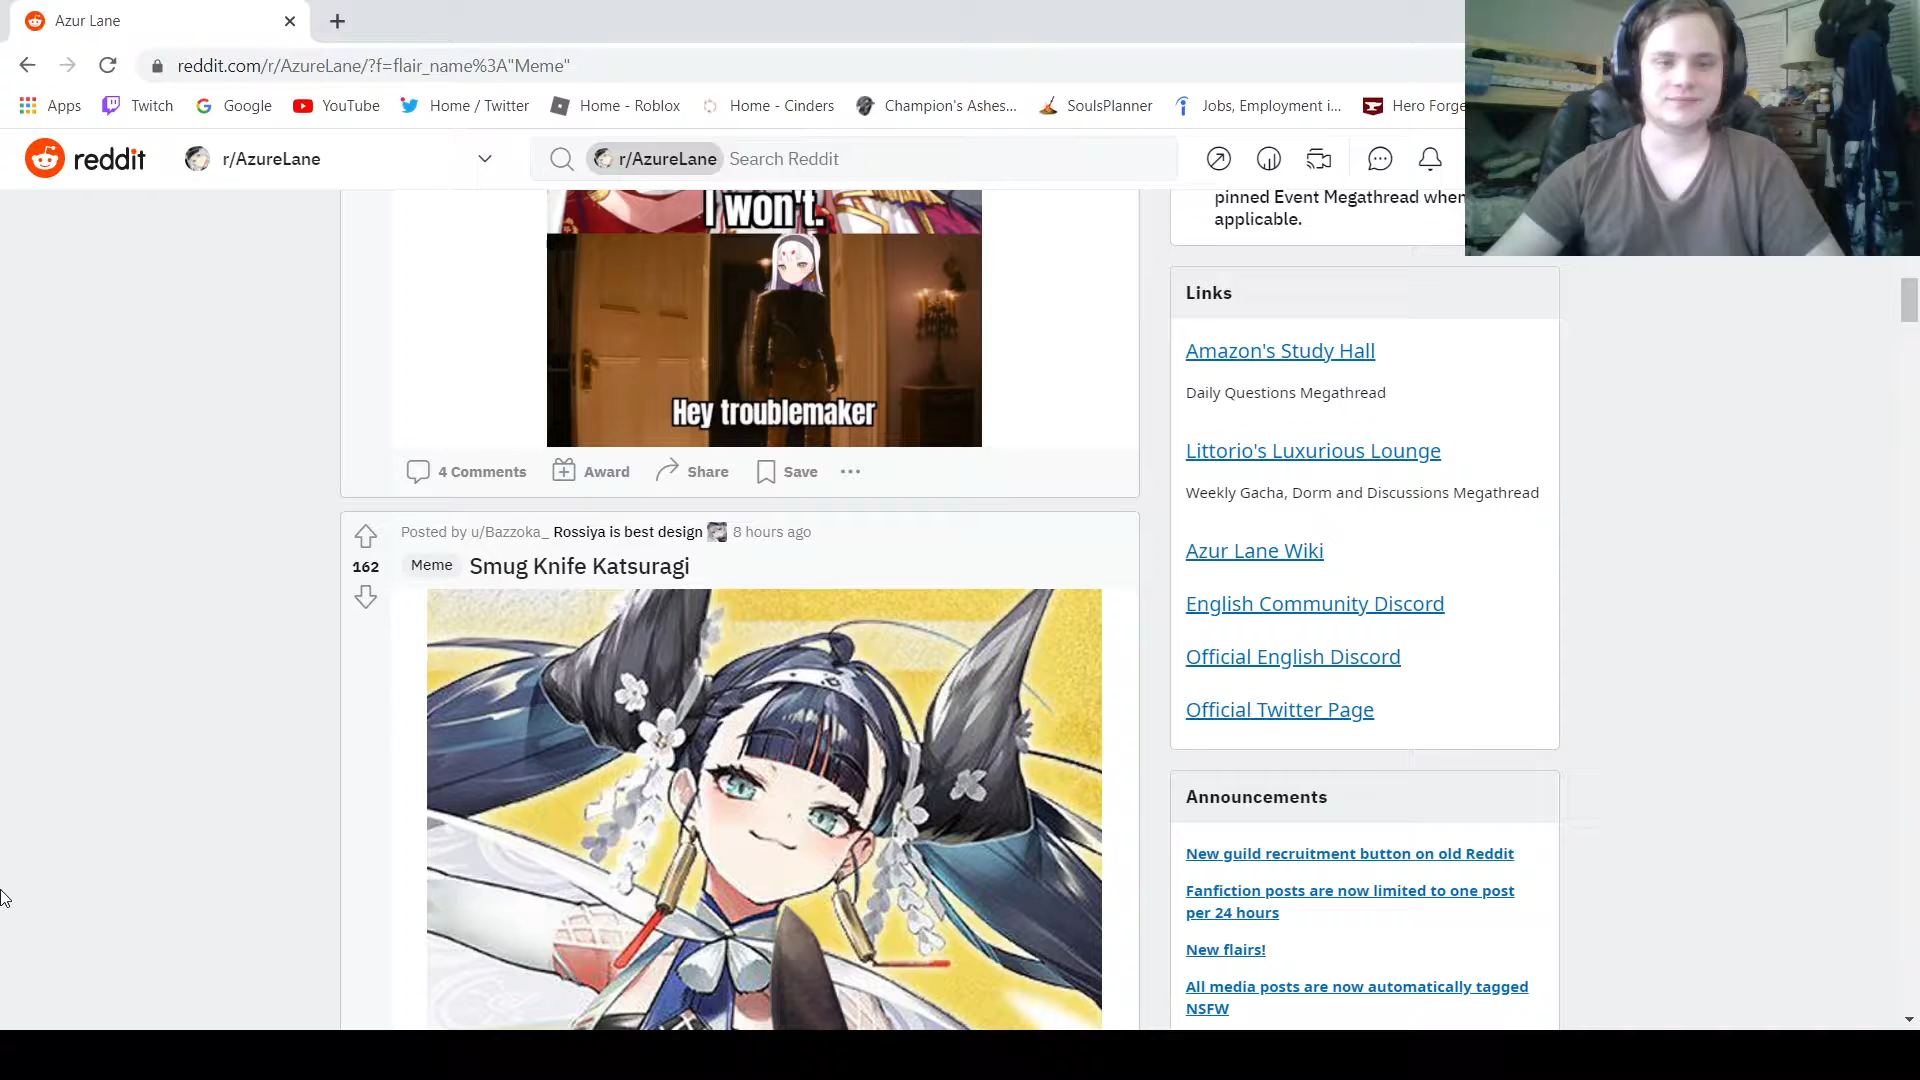 Azur Lane
reddit.com/r/AzureLane/?f=flair_name%3A"Meme"
Apps Twitch Google YouTube Home / Twitter Home - Roblox Home - Cinders Champion's Ashes... SoulsPlanner Jobs, Employment i... Hero Forge
reddit r/AzureLane r/AzureLane Search Reddit
I won't.
Hey troublemaker
4 Comments Award Share Save
Posted by u/Bazzoka_ Rossiya is best design 8 hours ago
162
Meme Smug Knife Katsuragi
pinned Event Megathread when
applicable.
Links
Amazon's Study Hall
Daily Questions Megathread
Littorio's Luxurious Lounge
Weekly Gacha, Dorm and Discussions Megathread
Azur Lane Wiki
English Community Discord
Official English Discord
Official Twitter Page
Announcements
New guild recruitment button on old Reddit
Fanfiction posts are now limited to one post
per 24 hours
New flairs!
All media posts are now automatically tagged
NSFW